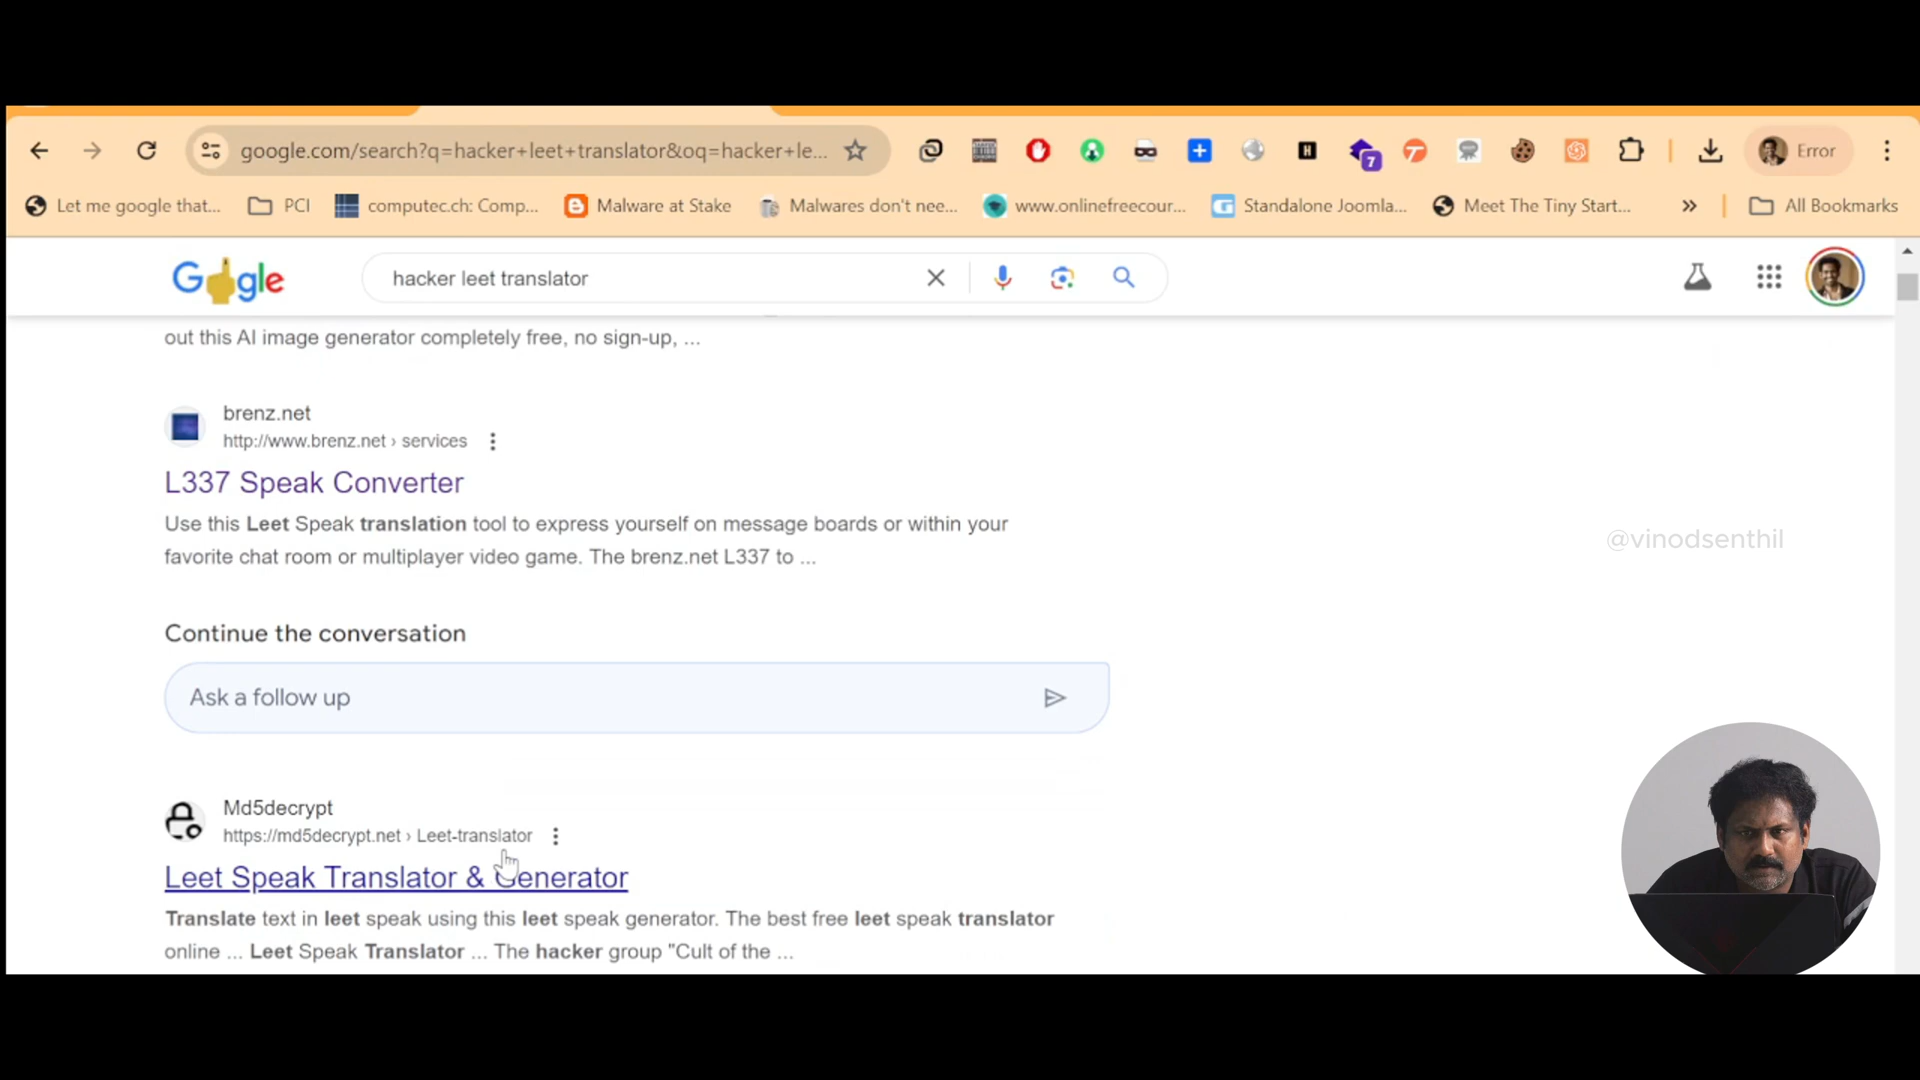 google.com/search?q=hacker+leet+translator&oq=hacker+le...
7
Error
Let me google that...
PCI
computec.ch: Comp...
Malware at Stake
Malwares don't nee...
www.onlinefreecour...
Standalone Joomla...
Meet The Tiny Start...
All Bookmarks
hacker leet translator
out this AI image generator completely free, no sign-up, ...
brenz.net
http://www.brenz.net › services
L337 Speak Converter
Use this Leet Speak translation tool to express yourself on message boards or within your
favorite chat room or multiplayer video game. The brenz.net L337 to ...
@vinodsenthil
Continue the conversation
Ask a follow up
Md5decrypt
https://md5decrypt.net › Leet-translator
Leet Speak Translator & Generator
Translate text in leet speak using this leet speak generator. The best free leet speak translator
online ... Leet Speak Translator ... The hacker group "Cult of the ...